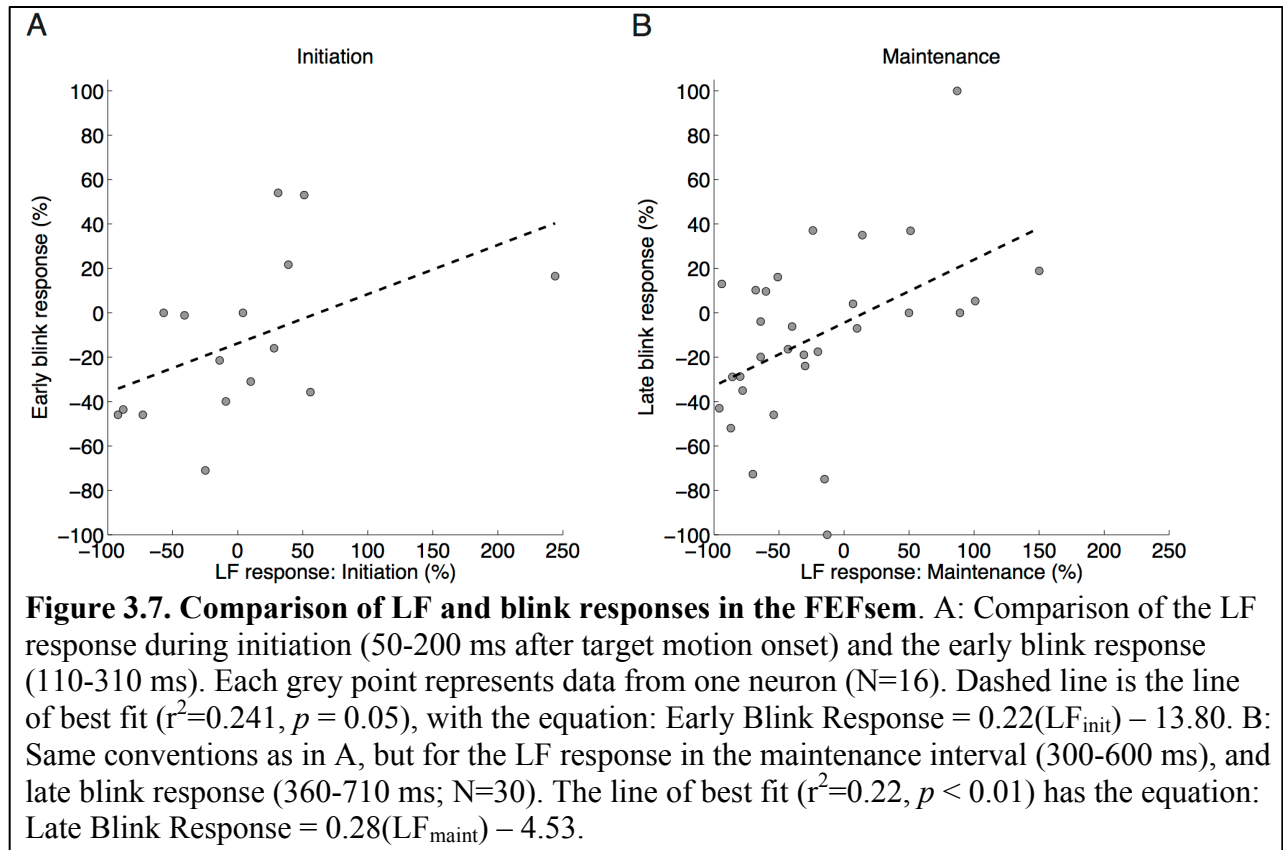 A
Initiation
100
80
60
40
20
0
−20
−40
−60
−80
−100
Early blink response (%)
−100 −50 0 50 100 150 200 250
LF response: Initiation (%)
B
Maintenance
100
80
60
40
20
0
−20
−40
−60
−80
−100
Late blink response (%)
−100 −50 0 50 100 150 200 250
LF response: Maintenance (%)
Figure 3.7. Comparison of LF and blink responses in the FEFsem. A: Comparison of the LF
response during initiation (50-200 ms after target motion onset) and the early blink response
(110-310 ms). Each grey point represents data from one neuron (N=16). Dashed line is the line
of best fit (r²=0.241, p = 0.05), with the equation: Early Blink Response = 0.22(LFinit) – 13.80. B:
Same conventions as in A, but for the LF response in the maintenance interval (300-600 ms), and
late blink response (360-710 ms; N=30). The line of best fit (r²=0.22, p < 0.01) has the equation:
Late Blink Response = 0.28(LFmaint) – 4.53.